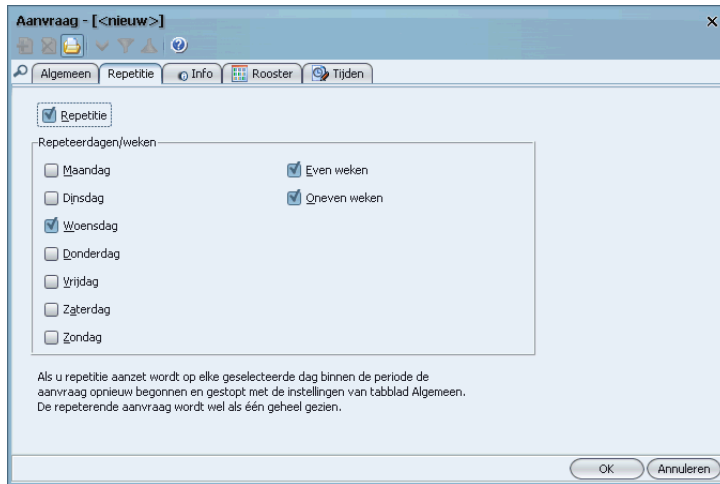 Aanvraag - [<nieuw>]
Algemeen Repetitie Info Rooster Tijden
Repetitie
Repeteerdagen/weken
Maandag
Dinsdag
Woensdag
Donderdag
Vrijdag
Zaterdag
Zondag
Even weken
Oneven weken
Als u repetitie aanzet wordt op elke geselecteerde dag binnen de periode de
aanvraag opnieuw begonnen en gestopt met de instellingen van tabblad Algemeen.
De repeterende aanvraag wordt wel als één geheel gezien.
OK Annuleren